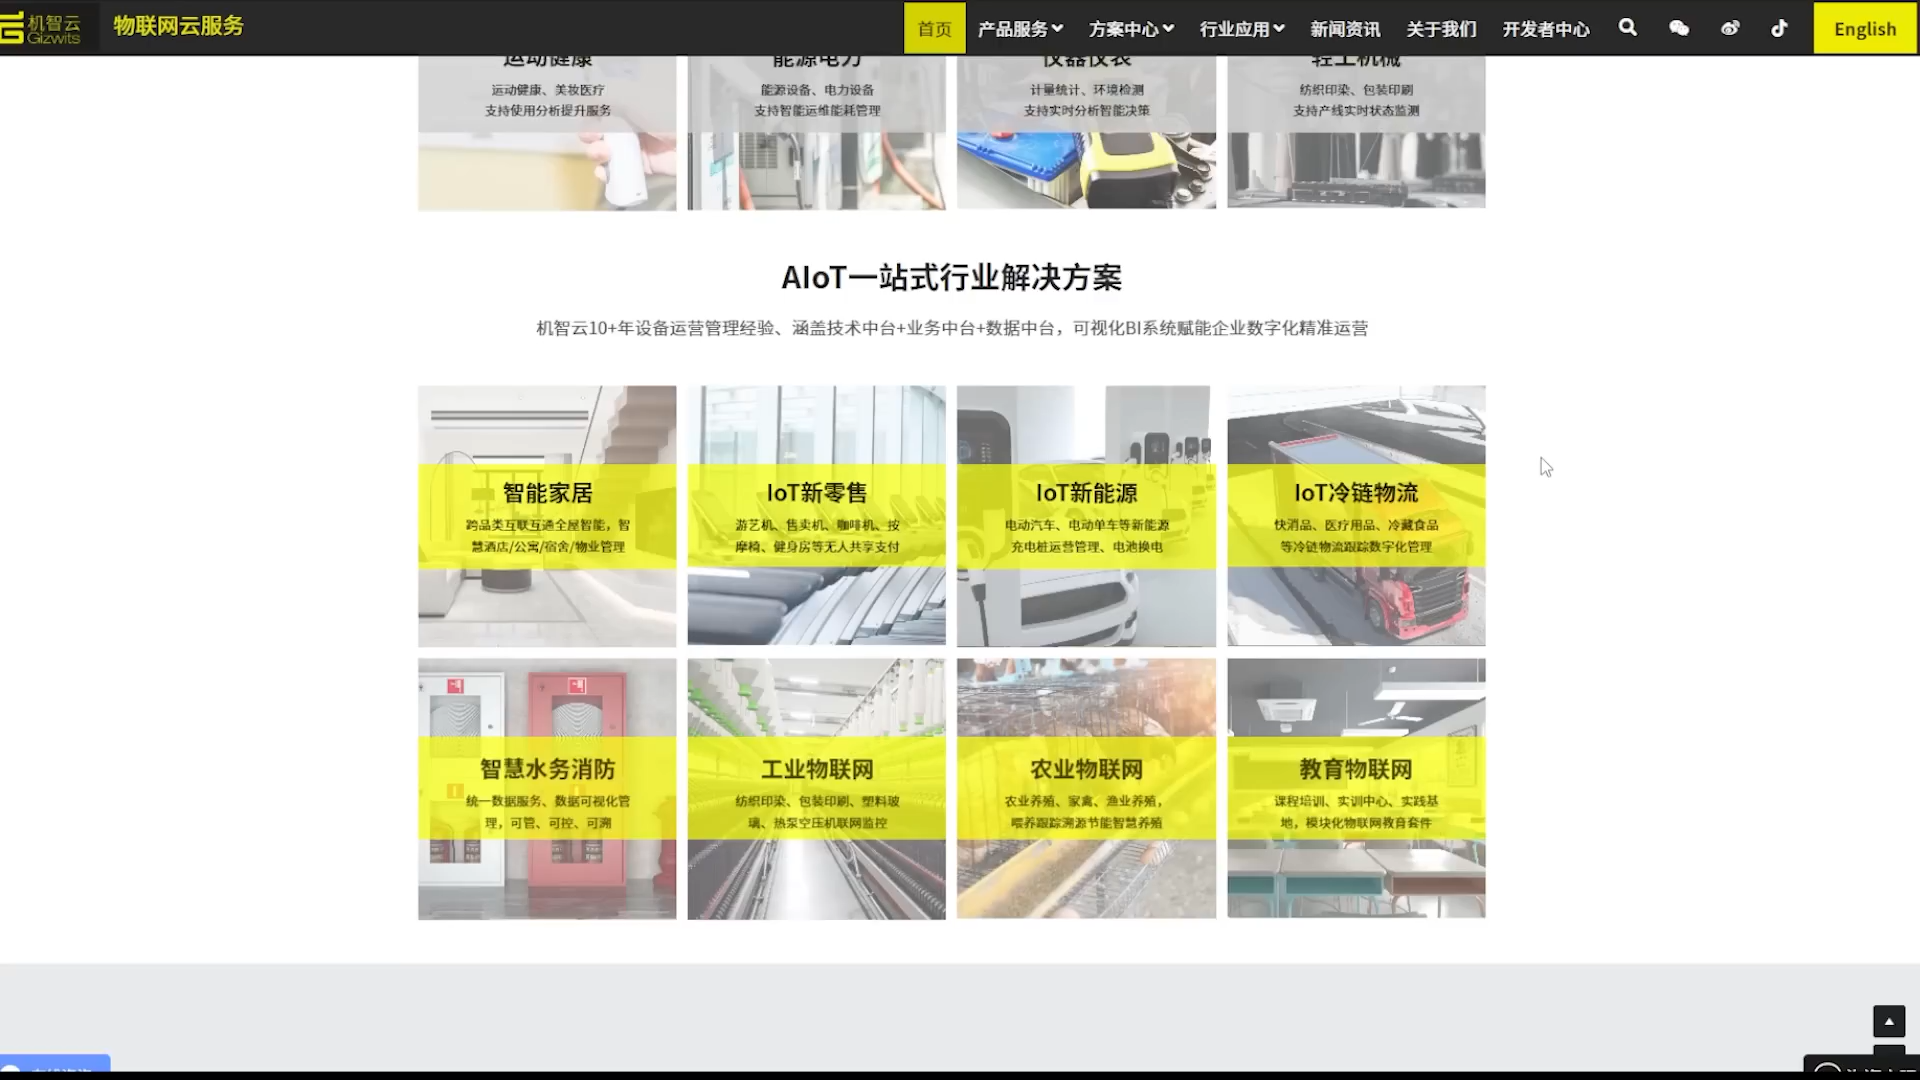 机智云
Gizwits
物联网云服务
首页 产品服务 方案中心 行业应用 新闻资讯 关于我们 开发者中心 English
运动健康
运动健康、美妆医疗
支持使用分析提升服务
能源电力
能源设备、电力设备
支持智能运维能耗管理
仪器仪表
计量统计、环境检测
支持实时分析智能决策
轻工机械
纺织印染、包装印刷
支持产线实时状态监测
AIoT一站式行业解决方案
机智云10+年设备运营管理经验、涵盖技术中台+业务中台+数据中台，可视化BI系统赋能企业数字化精准运营
智能家居
跨品类互联互通全屋智能，智
慧酒店/公寓/宿舍/物业管理
IoT新零售
游艺机、售卖机、咖啡机、按
摩椅、健身房等无人共享支付
IoT新能源
电动汽车、电动单车等新能源
充电桩运营管理、电池换电
IoT冷链物流
快消品、医疗用品、冷藏食品
等冷链物流跟踪数字化管理
智慧水务消防
统一数据服务、数据可视化管
理，可管、可控、可溯
工业物联网
纺织印染、包装印刷、塑料玻
璃、热泵空压机联网监控
农业物联网
农业养殖、家禽、渔业养殖，
喂养跟踪溯源节能智慧养殖
教育物联网
课程培训、实训中心、实践基
地，模块化物联网教育套件